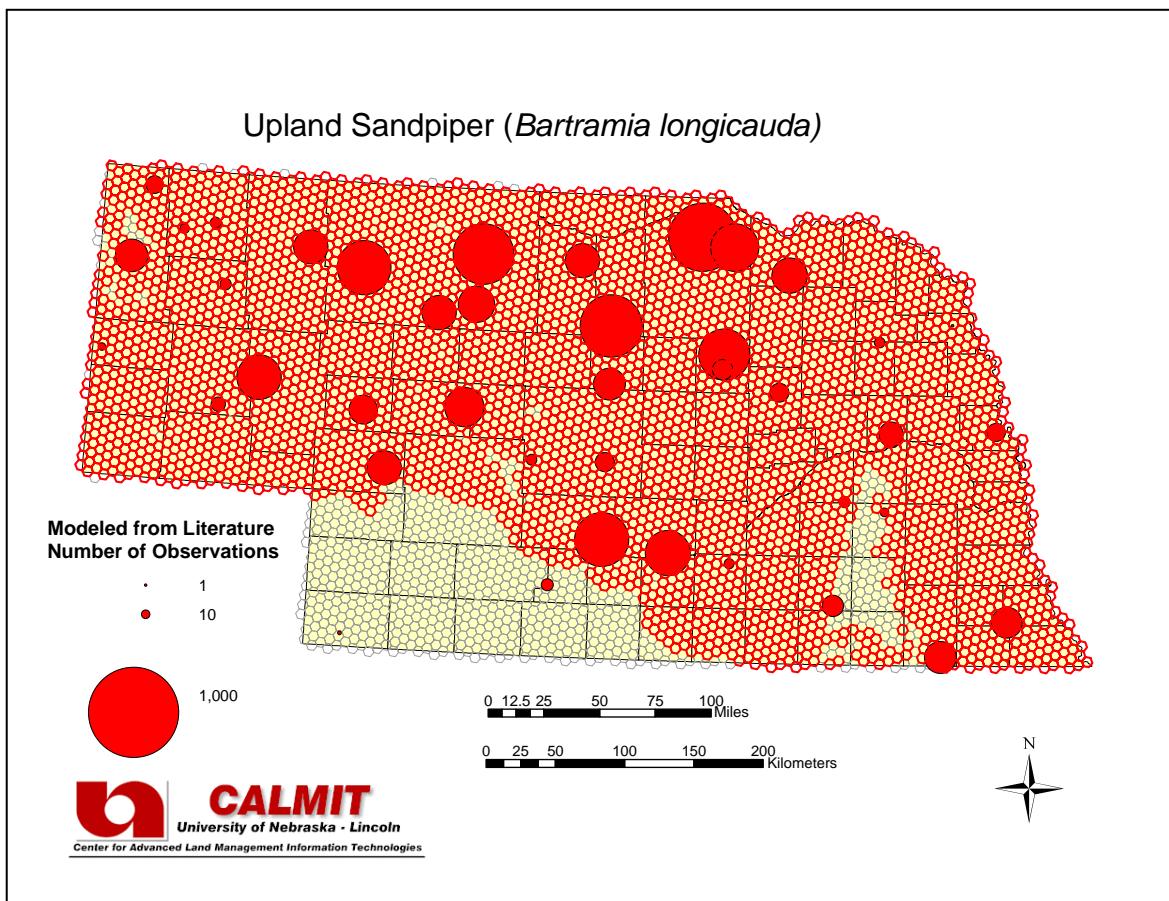 Upland Sandpiper (Bartramia longicauda)
Modeled from Literature
Number of Observations
1
10
1,000
0 12.5 25 50 75 100
Miles
0 25 50 100 150 200
Kilometers
N
CALMIT
University of Nebraska - Lincoln
Center for Advanced Land Management Information Technologies